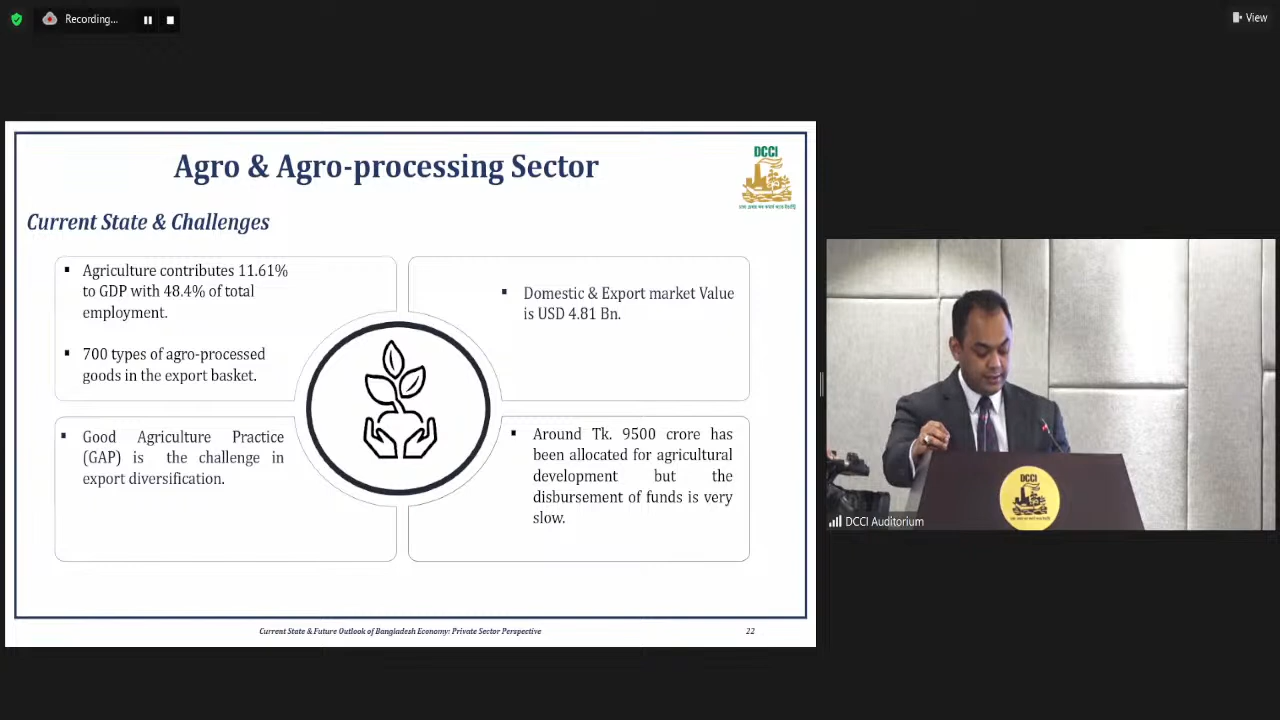 Recording...
View
Agro & Agro-processing Sector
DCCI
Current State & Challenges
▪ Agriculture contributes 11.61%
to GDP with 48.4% of total
employment.
▪ 700 types of agro-processed
goods in the export basket.
▪ Domestic & Export market Value
is USD 4.81 Bn.
▪ Good Agriculture Practice
(GAP) is the challenge in
export diversification.
▪ Around Tk. 9500 crore has
been allocated for agricultural
development but the
disbursement of funds is very
slow.
Current State & Future Outlook of Bangladesh Economy: Private Sector Perspective
22
DCCI
DCCI Auditorium